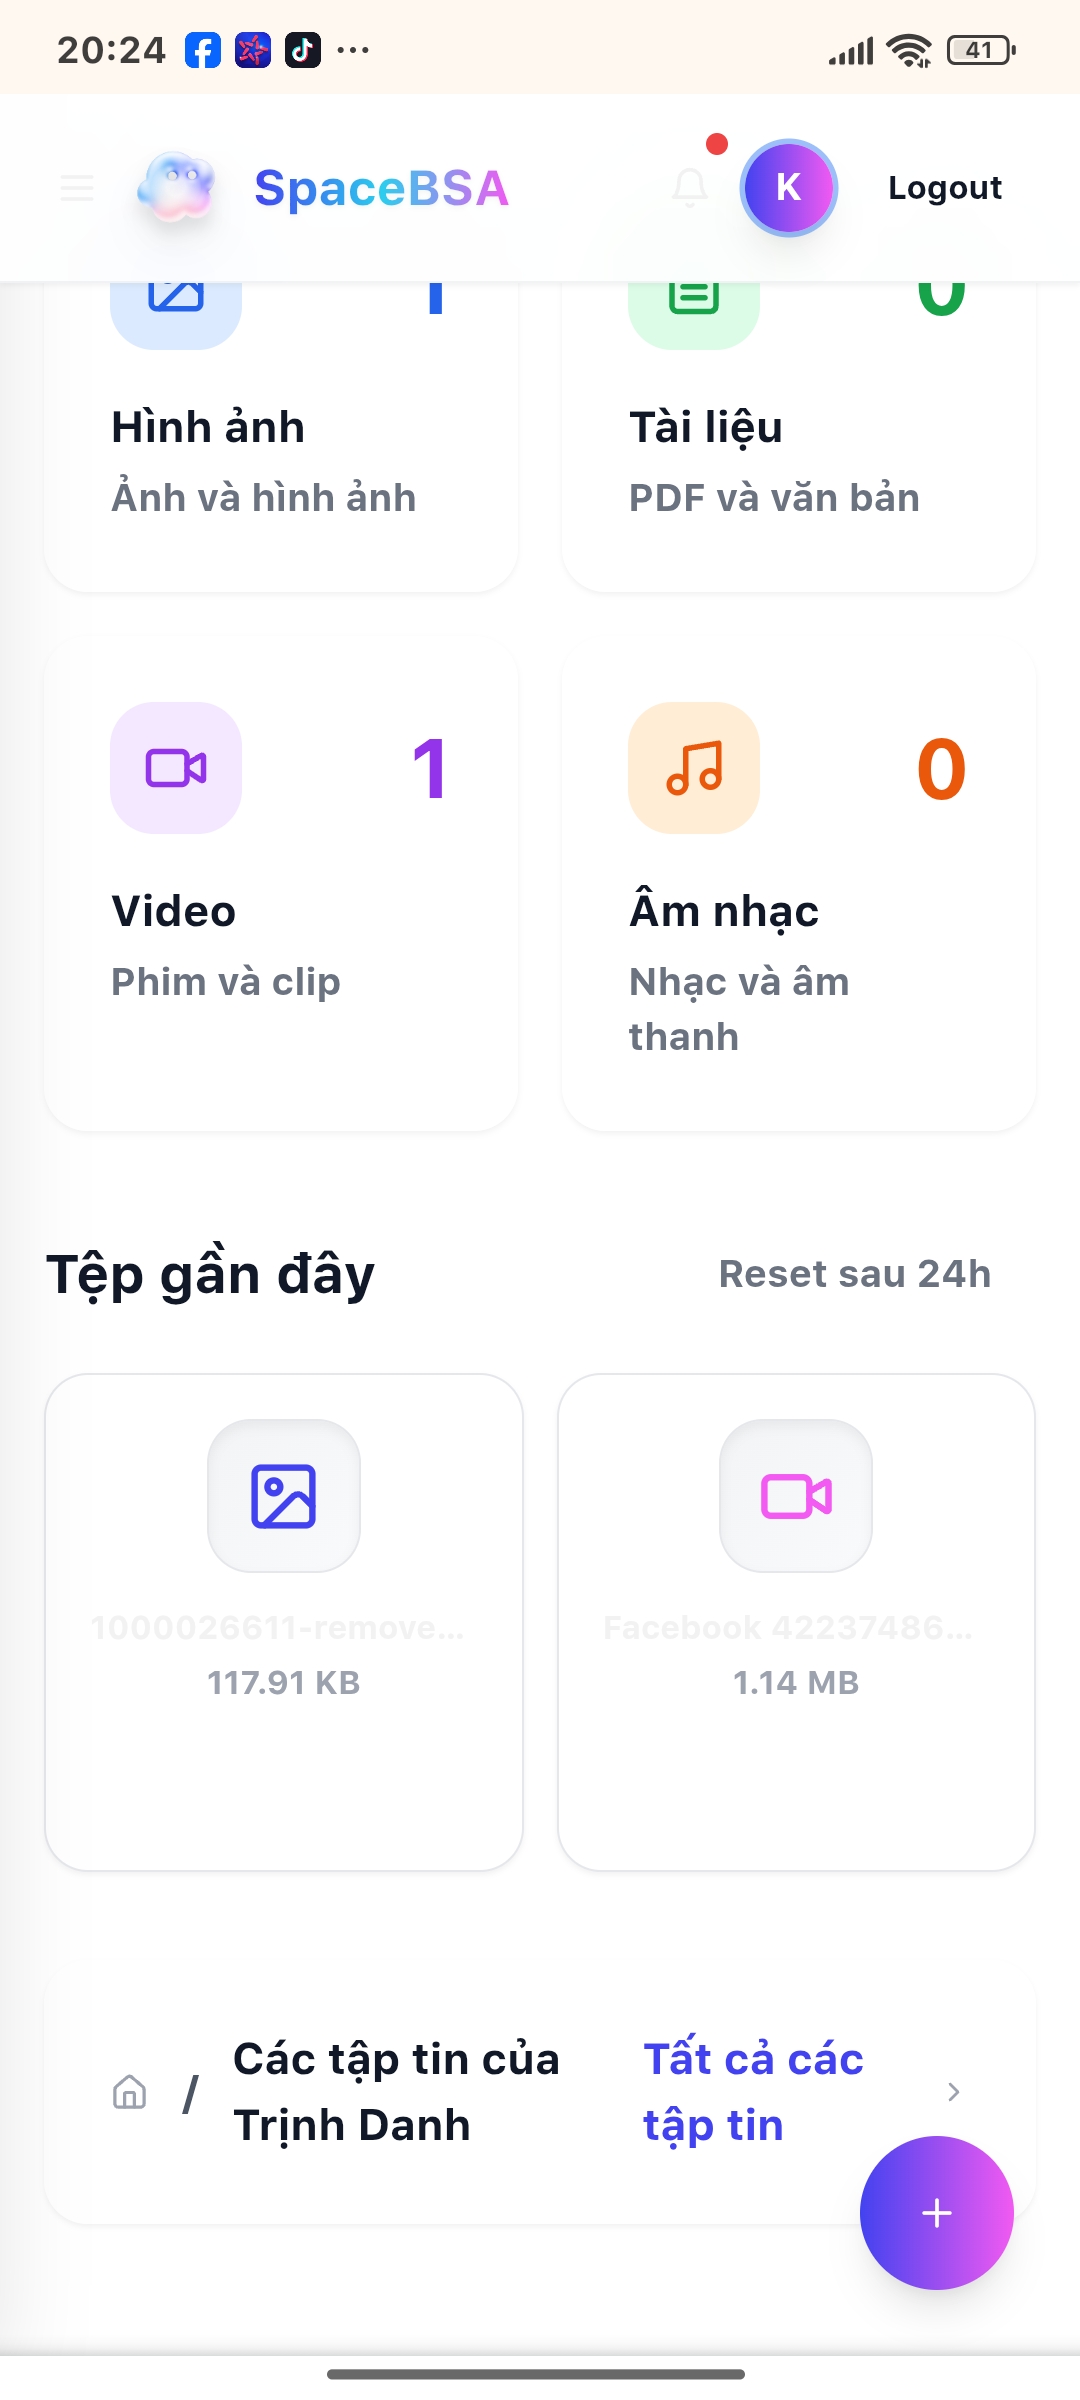 20:24
41
SpaceBSA
K
Logout
1
0
Hình ảnh
Ảnh và hình ảnh
Tài liệu
PDF và văn bản
1
Video
Phim và clip
0
Âm nhạc
Nhạc và âm
thanh
Tệp gần đây
Reset sau 24h
1000026611-remove...
117.91 KB
Facebook 42237486...
1.14 MB
/
Các tập tin của
Trịnh Danh
Tất cả các
tập tin